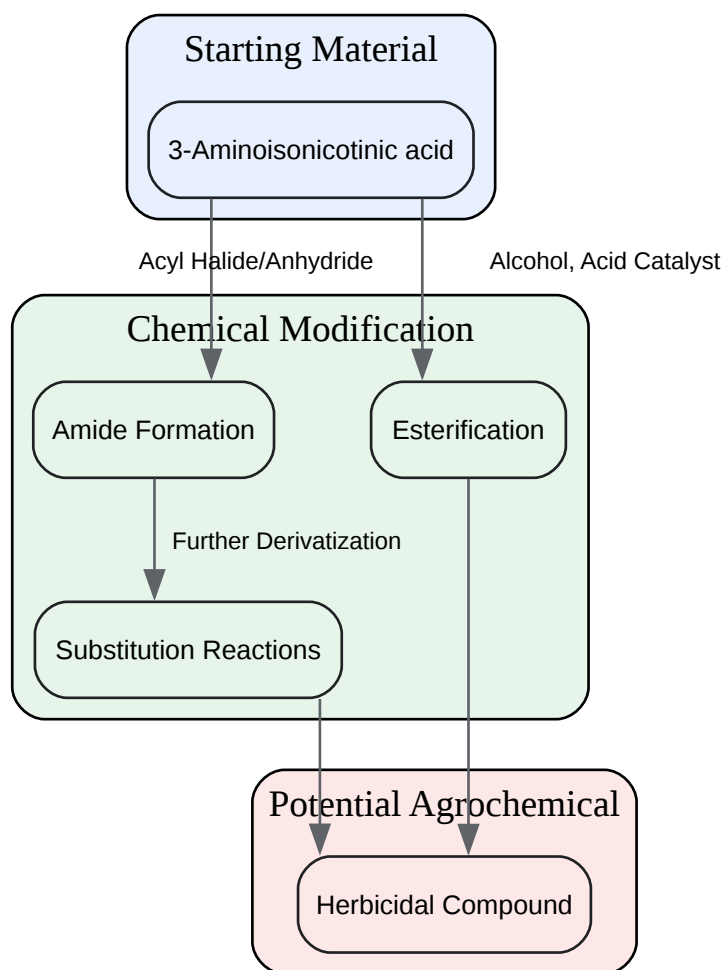 Starting Material
3-Aminoisonicotinic acid
Acyl Halide/Anhydride
Alcohol, Acid Catalyst
Chemical Modification
Amide Formation
Esterification
Further Derivatization
Substitution Reactions
Potential Agrochemical
Herbicidal Compound